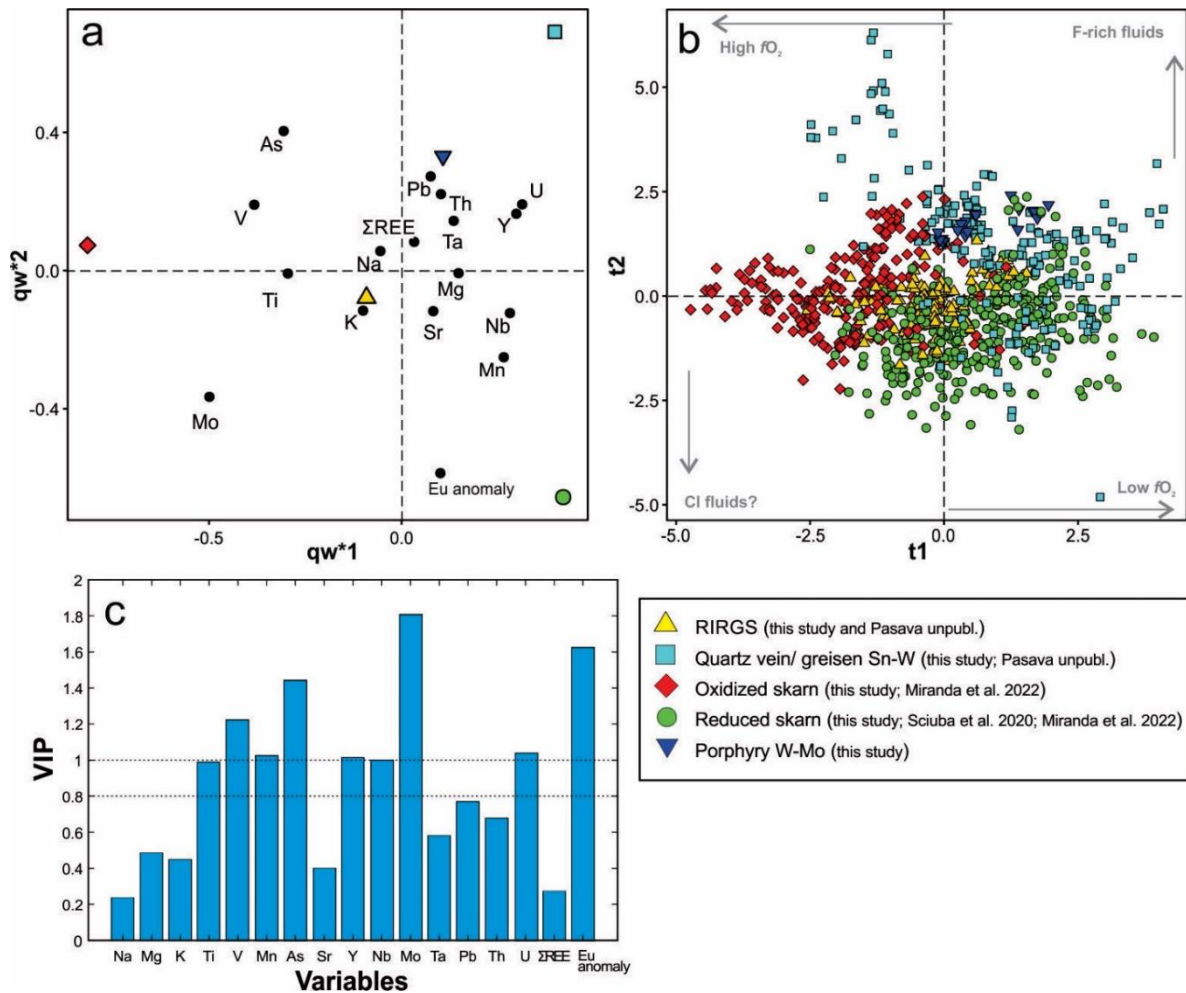 a
qw*2
0.4
0.0
-0.4
As
V
Ti
Mo
K
Na
ΣREE
Pb
Th
Ta
Mg
Sr
U
Y
Nb
Mn
Eu anomaly
-0.5
0.0
qw*1
b
High fO₂
F-rich fluids
t2
5.0
2.5
0.0
-2.5
-5.0
Cl fluids?
Low fO₂
-5.0
-2.5
0.0
2.5
t1
c
VIP
2
1.8
1.6
1.4
1.2
1
0.8
0.6
0.4
0.2
0
Na Mg K Ti V Mn As Sr Y Nb Mo Ta Pb Th U ΣREE Eu
anomaly
Variables
RIRGS (this study and Pasava unpubl.)
Quartz vein/ greisen Sn-W (this study; Pasava unpubl.)
Oxidized skarn (this study; Miranda et al. 2022)
Reduced skarn (this study; Sciuba et al. 2020; Miranda et al. 2022)
Porphyry W-Mo (this study)